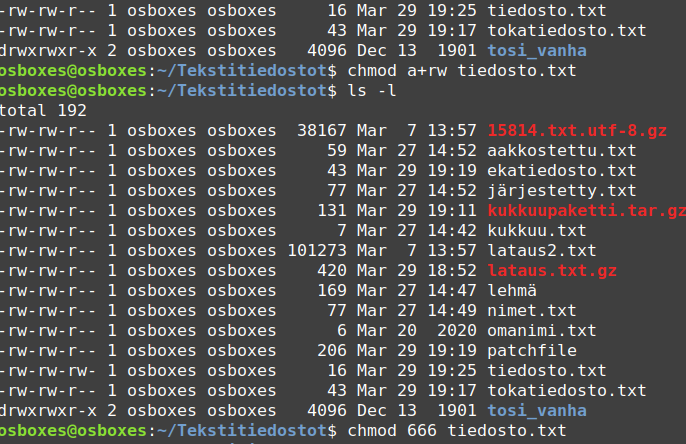 -rw-rw-r-- 1 osboxes osboxes     16 Mar 29 19:25 tiedosto.txt
-rw-rw-r-- 1 osboxes osboxes     43 Mar 29 19:17 tokatiedosto.txt
drwxrwxr-x 2 osboxes osboxes   4096 Dec 13  1901 tosi_vanha
osboxes@osboxes:~/Tekstitiedostot$ chmod a+rw tiedosto.txt
osboxes@osboxes:~/Tekstitiedostot$ ls -l
total 192
-rw-rw-r-- 1 osboxes osboxes  38167 Mar  7 13:57 15814.txt.utf-8.gz
-rw-rw-r-- 1 osboxes osboxes     59 Mar 27 14:52 aakkostettu.txt
-rw-rw-r-- 1 osboxes osboxes     43 Mar 29 19:19 ekatiedosto.txt
-rw-rw-r-- 1 osboxes osboxes     77 Mar 27 14:52 järjestetty.txt
-rw-rw-r-- 1 osboxes osboxes    131 Mar 29 19:11 kukkuupaketti.tar.gz
-rw-rw-r-- 1 osboxes osboxes      7 Mar 27 14:42 kukkuu.txt
-rw-rw-r-- 1 osboxes osboxes 101273 Mar  7 13:57 lataus2.txt
-rw-rw-r-- 1 osboxes osboxes    420 Mar 29 18:52 lataus.txt.gz
-rw-rw-r-- 1 osboxes osboxes    169 Mar 27 14:47 lehmä
-rw-rw-r-- 1 osboxes osboxes     77 Mar 27 14:49 nimet.txt
-rw-rw-r-- 1 osboxes osboxes      6 Mar 20  2020 omanimi.txt
-rw-rw-r-- 1 osboxes osboxes    206 Mar 29 19:19 patchfile
-rw-rw-rw- 1 osboxes osboxes     16 Mar 29 19:25 tiedosto.txt
-rw-rw-r-- 1 osboxes osboxes     43 Mar 29 19:17 tokatiedosto.txt
drwxrwxr-x 2 osboxes osboxes   4096 Dec 13  1901 tosi_vanha
osboxes@osboxes:~/Tekstitiedostot$ chmod 666 tiedosto.txt